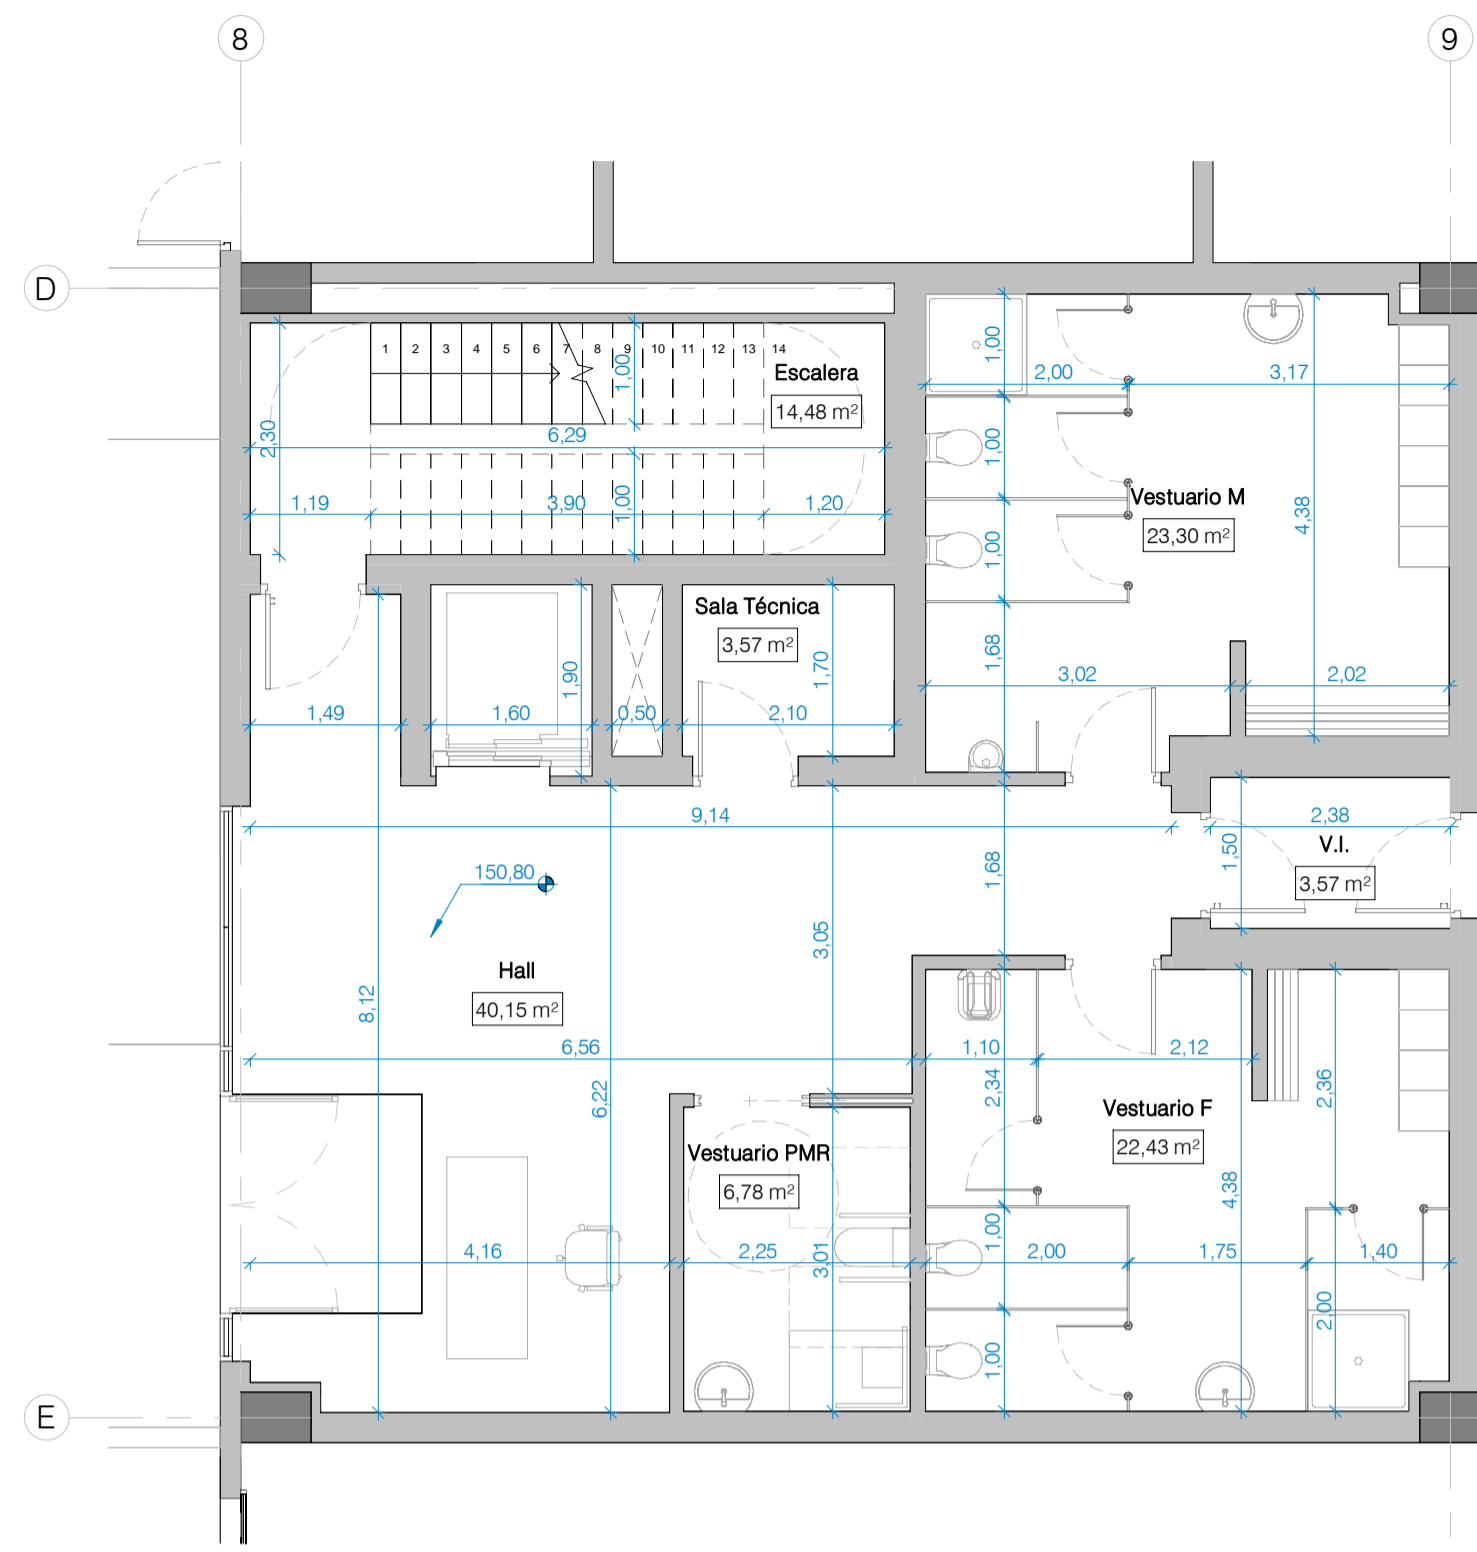 8
9
D
1 2 3 4 5 6 7 8 9 10 11 12 13 14
Escalera
14,48 m²
1,00
2,30
6,29
1,19
3,90
1,00
1,20
1,00
2,00
3,17
1,00
Vestuario M
23,30 m²
4,38
1,00
1,68
3,02
2,02
Sala Técnica
3,57 m²
1,70
1,90
1,49
1,60
0,50
2,10
9,14
2,38
V.I.
3,57 m²
1,50
1,68
150,80
3,05
Hall
40,15 m²
8,12
6,56
6,22
1,10
2,12
2,34
2,36
Vestuario F
22,43 m²
Vestuario PMR
6,78 m²
4,38
4,16
2,25
3,01
1,00
2,00
1,75
1,40
2,00
1,00
E